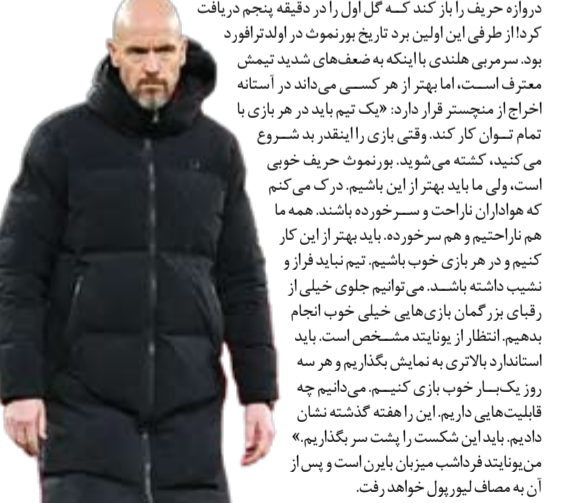 دروازه حریف را باز کند که گل اول را در دقیقه پنجم دریافت
کرد! از طرفی این اولین برد تاریخ بورنموث در اولدترافورد
بود. سرمربی هلندی با اینکه به ضعف‌های شدید تیمش
معترف است، اما بهتر از هر کسی می‌داند در آستانه
اخراج از منچستر قرار دارد: «یک تیم باید در هر بازی با
تمام توان کار کند. وقتی بازی را اینقدر بد شروع
می‌کنید، کشته می‌شوید. بورنموث حریف خوبی
است، ولی ما باید بهتر از این باشیم. درک می‌کنم
که هواداران ناراحت و سرخورده باشند. همه ما
هم ناراحتیم و هم سرخورده. باید بهتر از این کار
کنیم و در هر بازی خوب باشیم. تیم نباید فراز و
نشیب داشته باشد. می‌توانیم جلوی خیلی از
رقبای بزرگمان بازی‌هایی خیلی خوب انجام
بدهیم. انتظار از یونایتد مشخص است. باید
استاندارد بالاتری به نمایش بگذاریم و هر سه
روز یک‌بار خوب بازی کنیم. می‌دانیم چه
قابلیت‌هایی داریم. این را هفته گذشته نشان
دادیم. باید این شکست را پشت سر بگذاریم.»
من‌یونایتد فرداشب میزبان بایرن است و پس از
آن به مصاف لیورپول خواهد رفت.